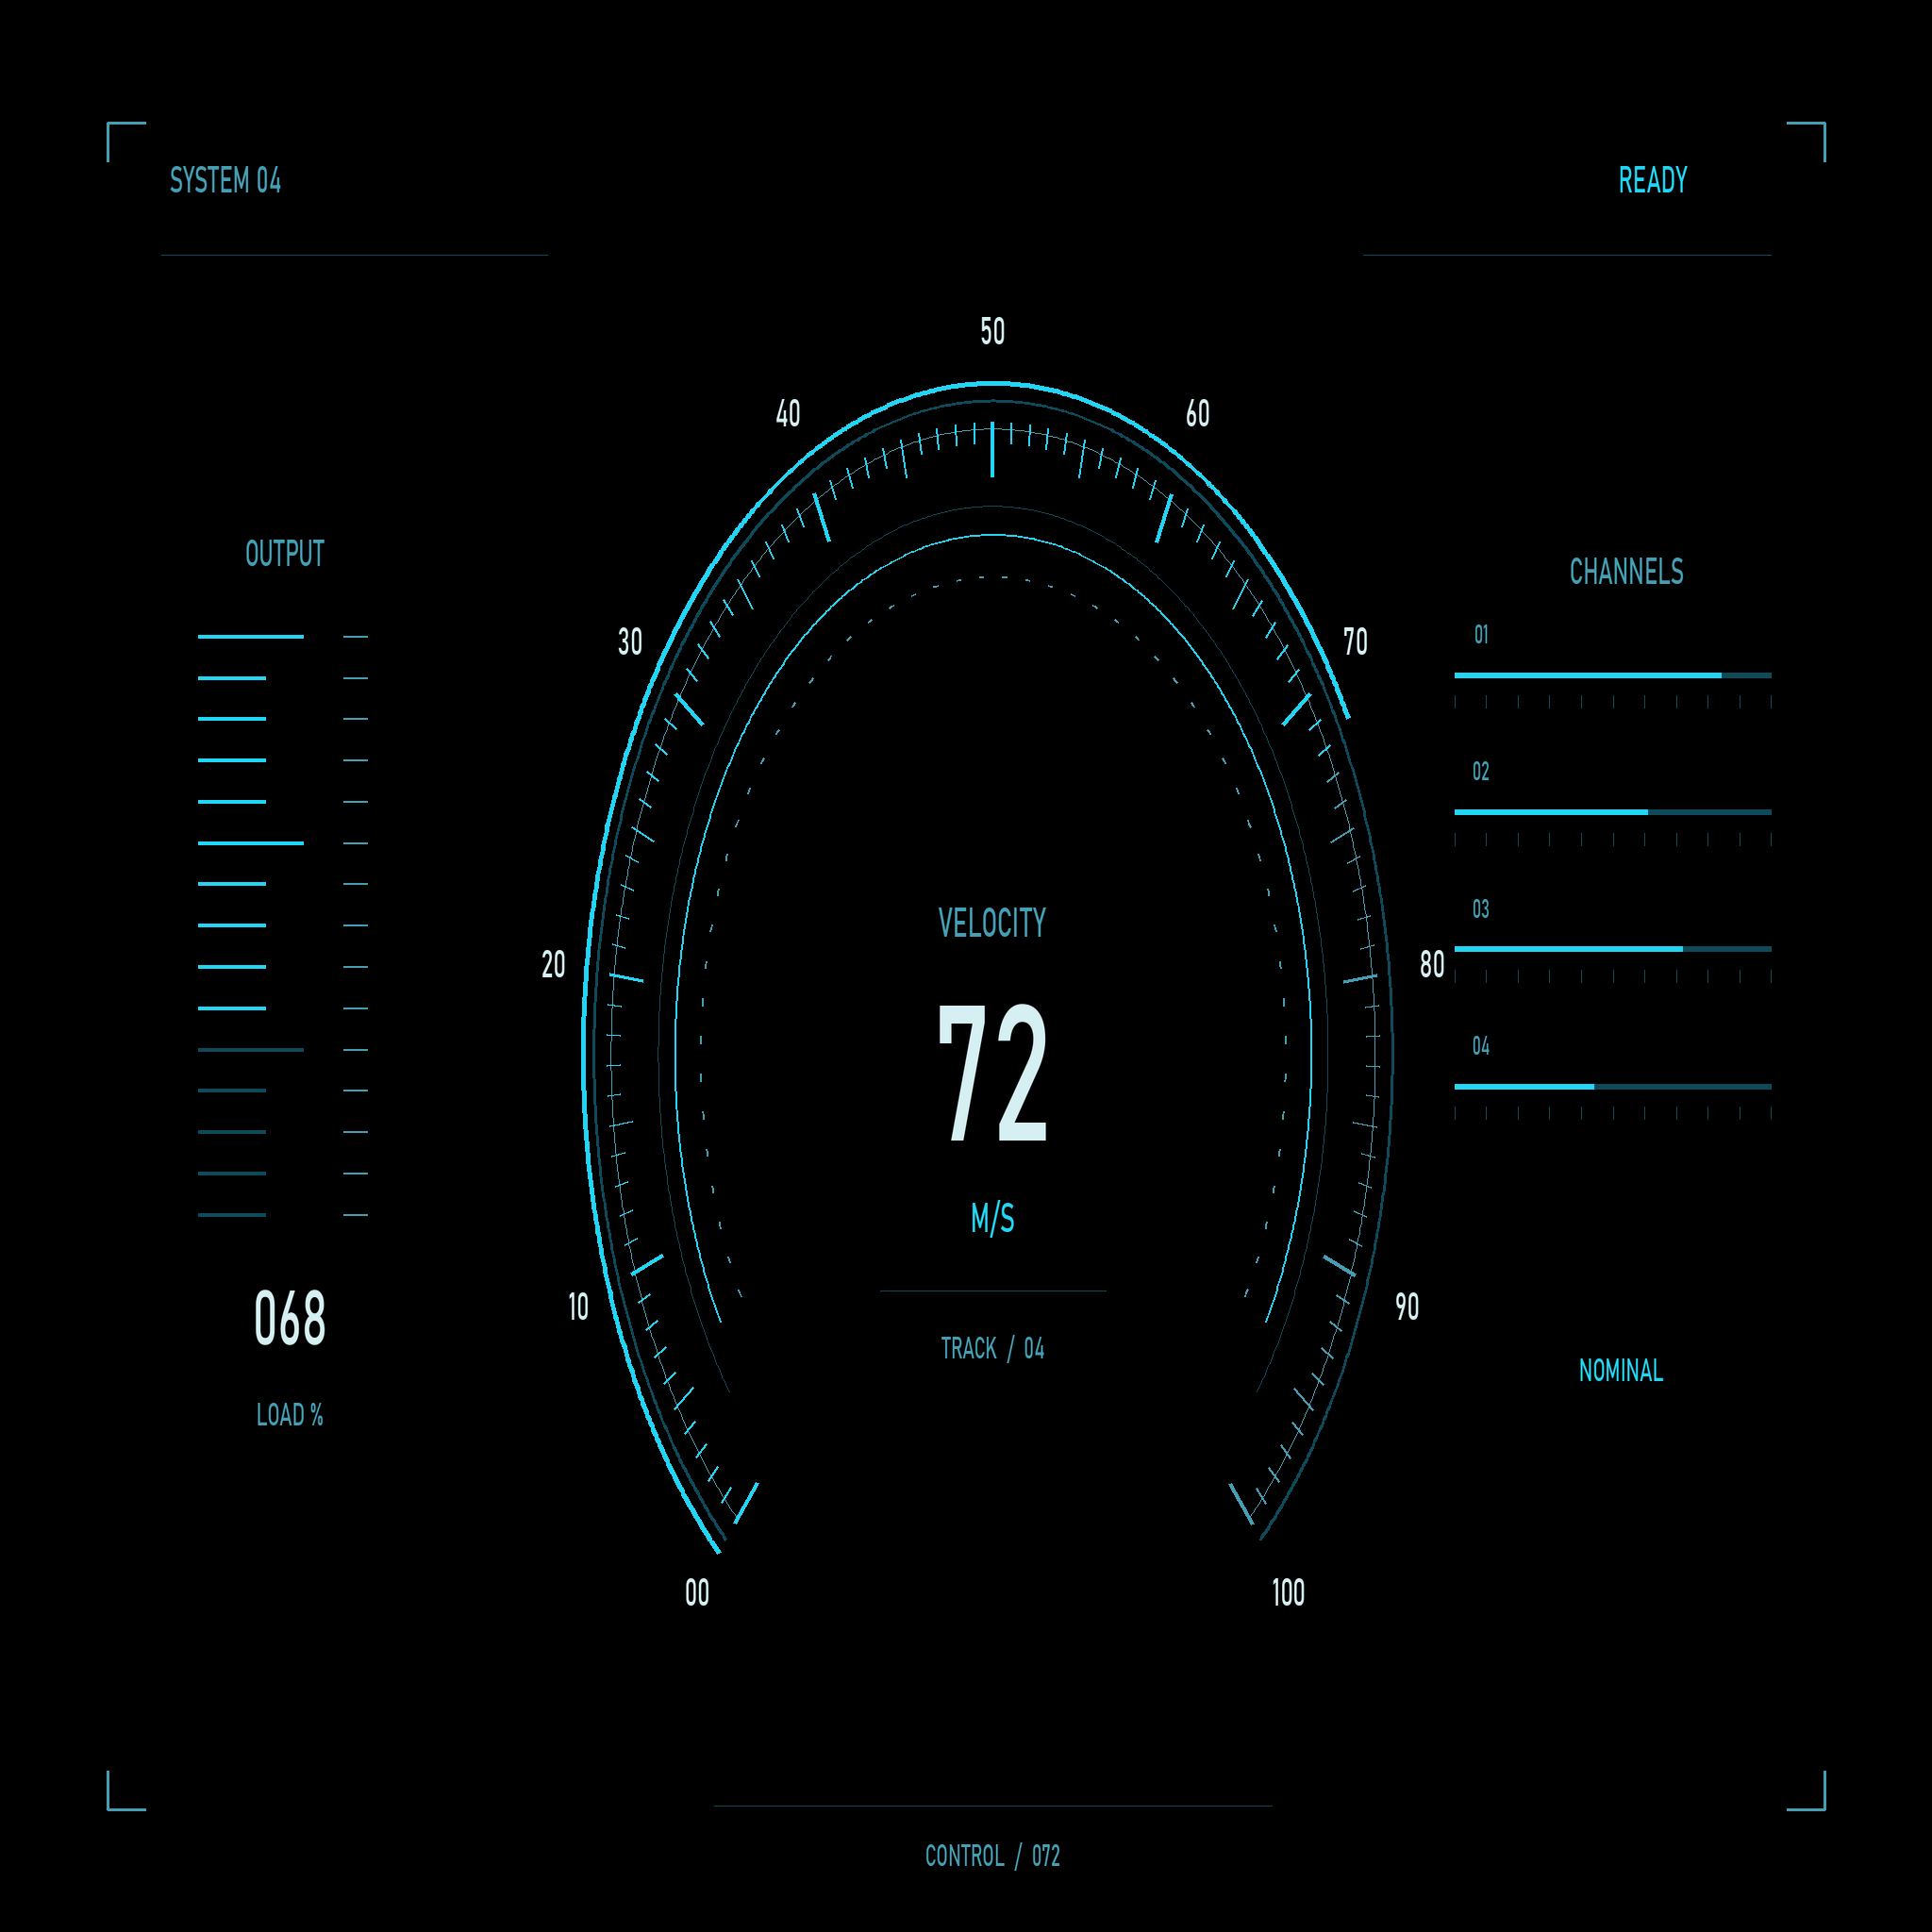 SYSTEM 04
READY
50
40
60
OUTPUT
CHANNELS
30
70
01
02
VELOCITY
03
20
80
72
04
M/S
068
10
90
TRACK / 04
NOMINAL
LOAD %
00
100
CONTROL / 072